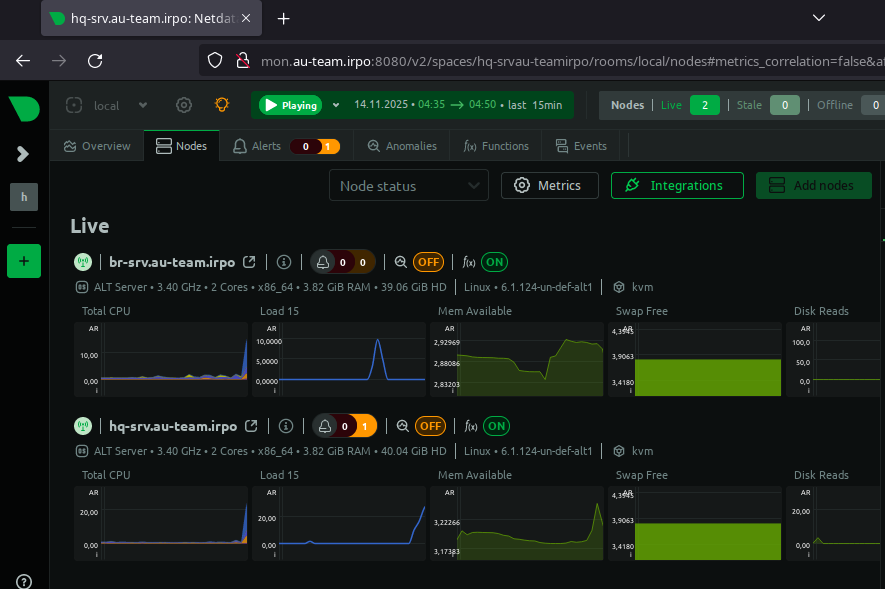 hq-srv.au-team.irpo: Netdat
mon.au-team.irpo:8080/v2/spaces/hq-srvau-teamirpo/rooms/local/nodes#metrics_correlation=false&af
local
Playing
14.11.2025 • 04:35 → 04:50 • last 15min
Nodes | Live 2 | Stale 0 | Offline 0
Overview Nodes Alerts 0 1 Anomalies f(x) Functions Events
h
Node status Metrics Integrations Add nodes
+
Live
br-srv.au-team.irpo 0 0 OFF f(x) ON
ALT Server • 3.40 GHz • 2 Cores • x86_64 • 3.82 GiB RAM • 39.06 GiB HD | Linux • 6.1.124-un-def-alt1 | kvm
Total CPU Load 15 Mem Available Swap Free Disk Reads
AR AR AR AR AR
10,00 10,0000 2,92969 4,3945 100,0
5,0000 2,88086 3,9063 50,0
0,00 0,0000 2,83203 3,4180 0,0
hq-srv.au-team.irpo 0 1 OFF f(x) ON
ALT Server • 3.40 GHz • 2 Cores • x86_64 • 3.82 GiB RAM • 40.04 GiB HD | Linux • 6.1.124-un-def-alt1 | kvm
Total CPU Load 15 Mem Available Swap Free Disk Reads
AR AR AR AR AR
20,00 20,00 3,22266 4,3945 20,00
3,9063
0,00 0,00 3,17383 3,4180 0,00
?